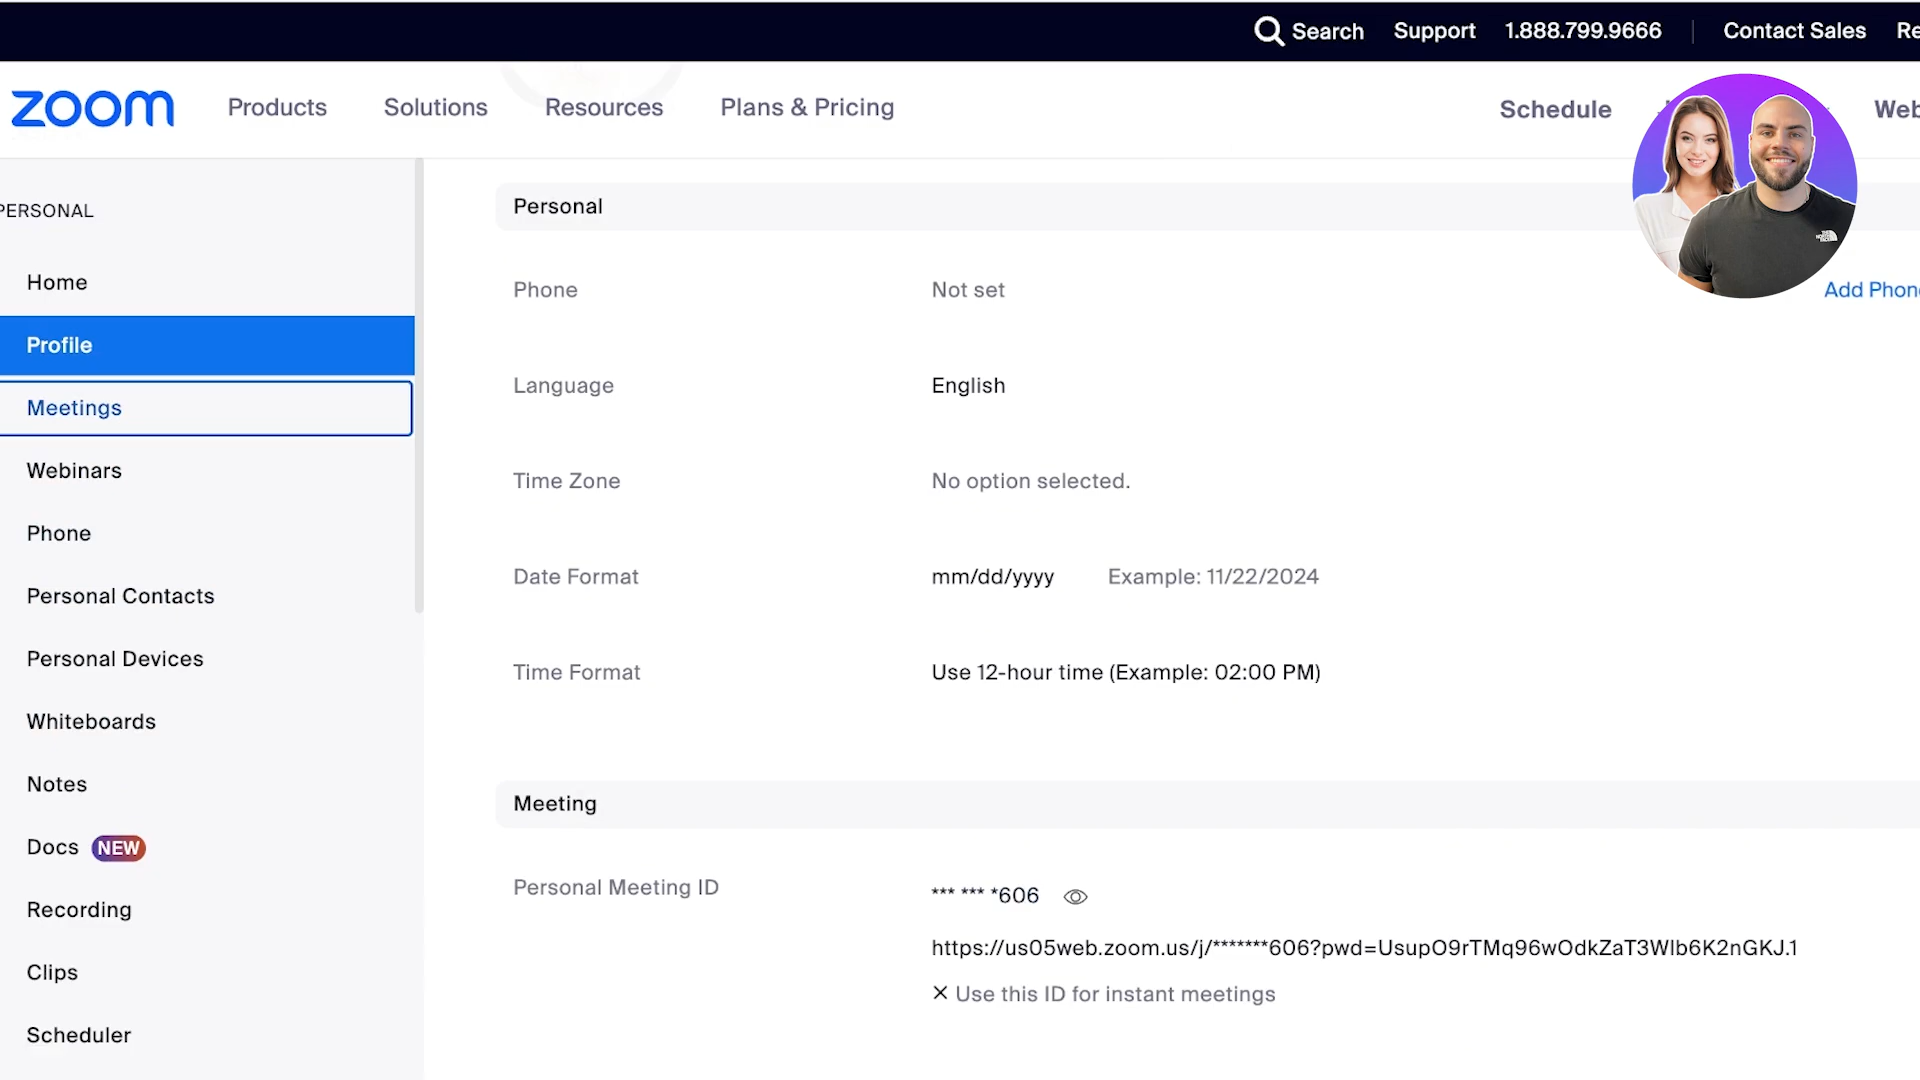 Search Support 1.888.799.9666 Contact Sales Re
zoom Products Solutions Resources Plans & Pricing Schedule Web
PERSONAL
Home
Profile
Meetings
Webinars
Phone
Personal Contacts
Personal Devices
Whiteboards
Notes
Docs NEW
Recording
Clips
Scheduler
Personal
Phone Not set Add Phone
Language English
Time Zone No option selected.
Date Format mm/dd/yyyy Example: 11/22/2024
Time Format Use 12-hour time (Example: 02:00 PM)
Meeting
Personal Meeting ID *** *** *606
https://us05web.zoom.us/j/*******606?pwd=UsupO9rTMq96wOdkZaT3Wlb6K2nGKJ.1
× Use this ID for instant meetings